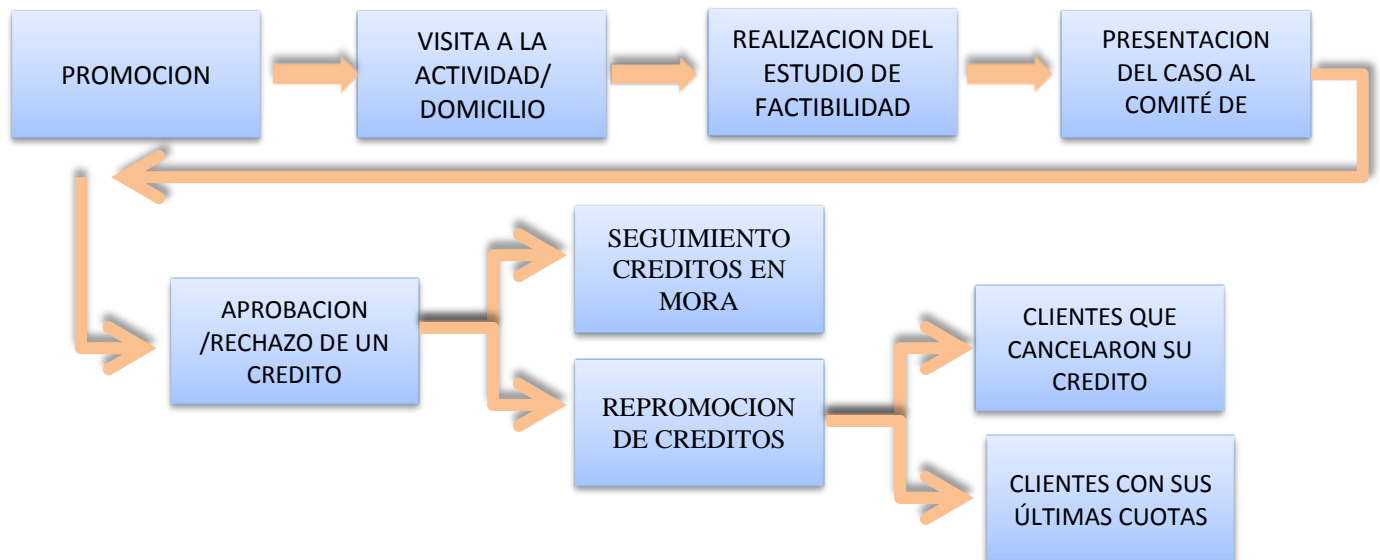 PROMOCION
VISITA A LA
ACTIVIDAD/
DOMICILIO
REALIZACION DEL
ESTUDIO DE
FACTIBILIDAD
PRESENTACION
DEL CASO AL
COMITÉ DE
APROBACION
/RECHAZO DE UN
CREDITO
SEGUIMIENTO
CREDITOS EN
MORA
REPROMOCION
DE CREDITOS
CLIENTES QUE
CANCELARON SU
CREDITO
CLIENTES CON SUS
ÚLTIMAS CUOTAS